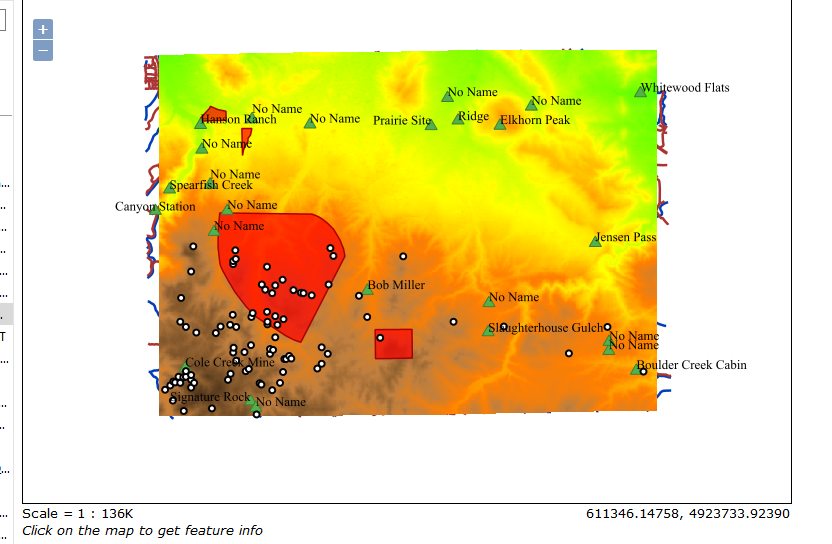 +
−
No Name
Whitewood Flats
No Name
No Name
Hanson Ranch
No Name
Prairie Site
Ridge
Elkhorn Peak
No Name
No Name
Spearfish Creek
Canyon Station
No Name
No Name
Jensen Pass
Bob Miller
No Name
Slaughterhouse Gulch
No Name
No Name
Cole Creek Mine
Boulder Creek Cabin
Signature Rock
No Name
T
Scale = 1 : 136K
611346.14758, 4923733.92390
Click on the map to get feature info